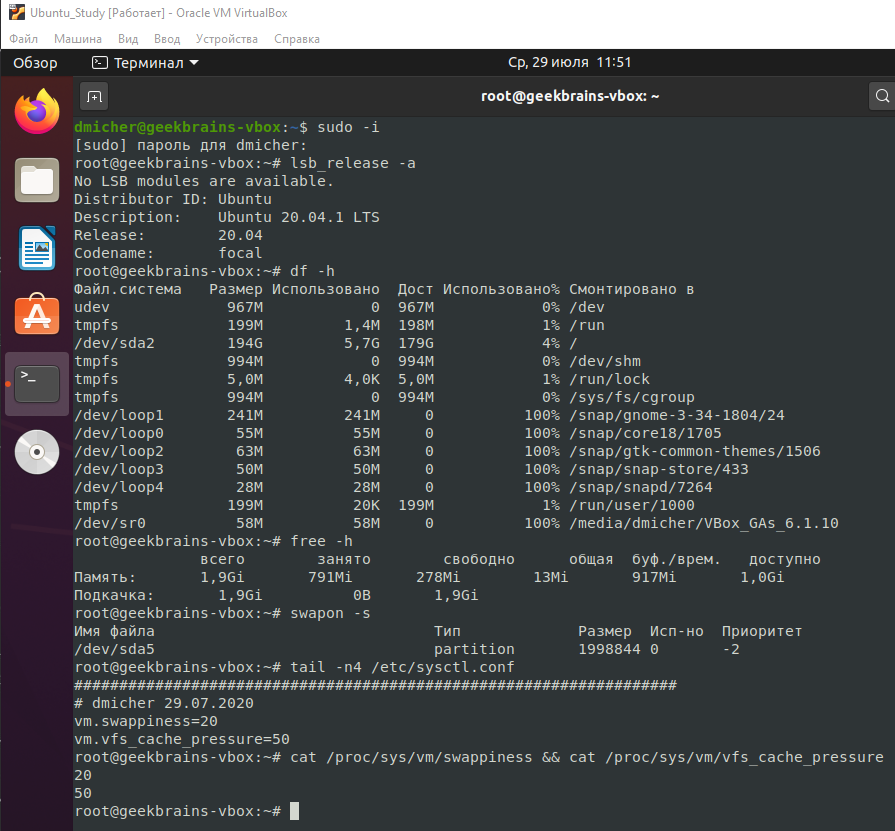 Ubuntu_Study [Работает] - Oracle VM VirtualBox
Файл Машина Вид Ввод Устройства Справка
Обзор Терминал Ср, 29 июля 11:51
root@geekbrains-vbox: ~
dmicher@geekbrains-vbox:~$ sudo -i
[sudo] пароль для dmicher:
root@geekbrains-vbox:~# lsb_release -a
No LSB modules are available.
Distributor ID: Ubuntu
Description:    Ubuntu 20.04.1 LTS
Release:        20.04
Codename:       focal
root@geekbrains-vbox:~# df -h
Файл.система   Размер Использовано  Дост Использовано% Смонтировано в
udev             967M            0  967M            0% /dev
tmpfs            199M         1,4M  198M            1% /run
/dev/sda2        194G         5,7G  179G            4% /
tmpfs            994M            0  994M            0% /dev/shm
tmpfs            5,0M         4,0K  5,0M            1% /run/lock
tmpfs            994M            0  994M            0% /sys/fs/cgroup
/dev/loop1       241M         241M     0          100% /snap/gnome-3-34-1804/24
/dev/loop0        55M          55M     0          100% /snap/core18/1705
/dev/loop2        63M          63M     0          100% /snap/gtk-common-themes/1506
/dev/loop3        50M          50M     0          100% /snap/snap-store/433
/dev/loop4        28M          28M     0          100% /snap/snapd/7264
tmpfs            199M          20K  199M            1% /run/user/1000
/dev/sr0          58M          58M     0          100% /media/dmicher/VBox_GAs_6.1.10
root@geekbrains-vbox:~# free -h
              всего        занято        свободно      общая  буф./врем.   доступно
Память:       1,9Gi       791Mi       278Mi        13Mi       917Mi       1,0Gi
Подкачка:       1,9Gi          0B       1,9Gi
root@geekbrains-vbox:~# swapon -s
Имя файла                               Тип             Размер  Исп-но  Приоритет
/dev/sda5                               partition       1998844 0       -2
root@geekbrains-vbox:~# tail -n4 /etc/sysctl.conf
###################################################################
# dmicher 29.07.2020
vm.swappiness=20
vm.vfs_cache_pressure=50
root@geekbrains-vbox:~# cat /proc/sys/vm/swappiness && cat /proc/sys/vm/vfs_cache_pressure
20
50
root@geekbrains-vbox:~#